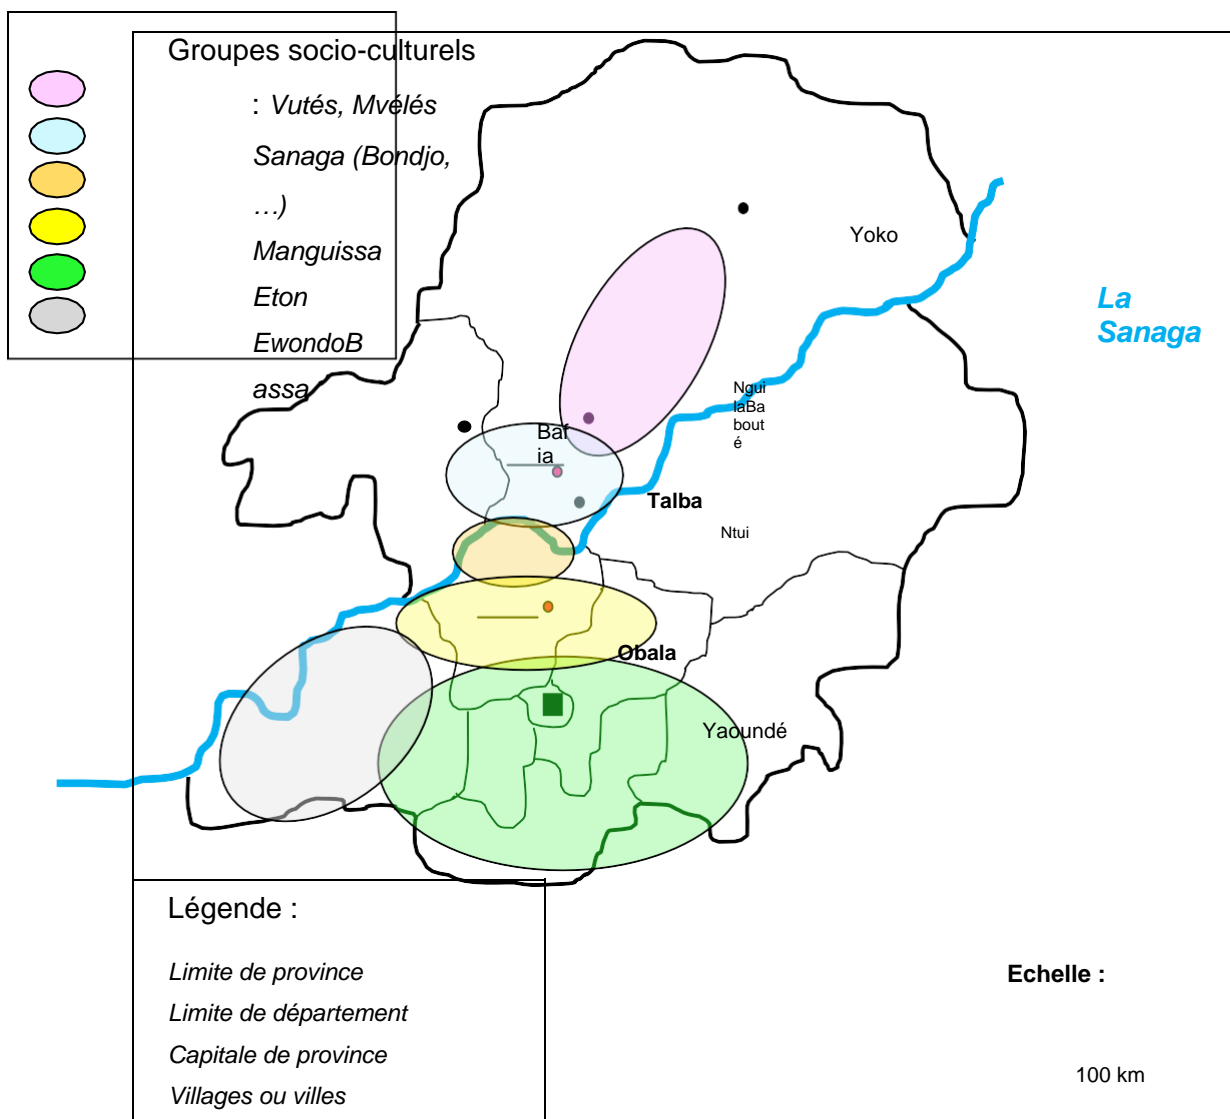 Groupes socio-culturels
: Vutés, Mvélés
Sanaga (Bondjo,
…)
Manguissa
Eton
EwondoB
assa
Yoko
La
Sanaga
Ngui
laBa
bout
é
Baf
ia
Talba
Ntui
Obala
Yaoundé
Légende :
Limite de province
Limite de département
Capitale de province
Villages ou villes
Echelle :
100 km